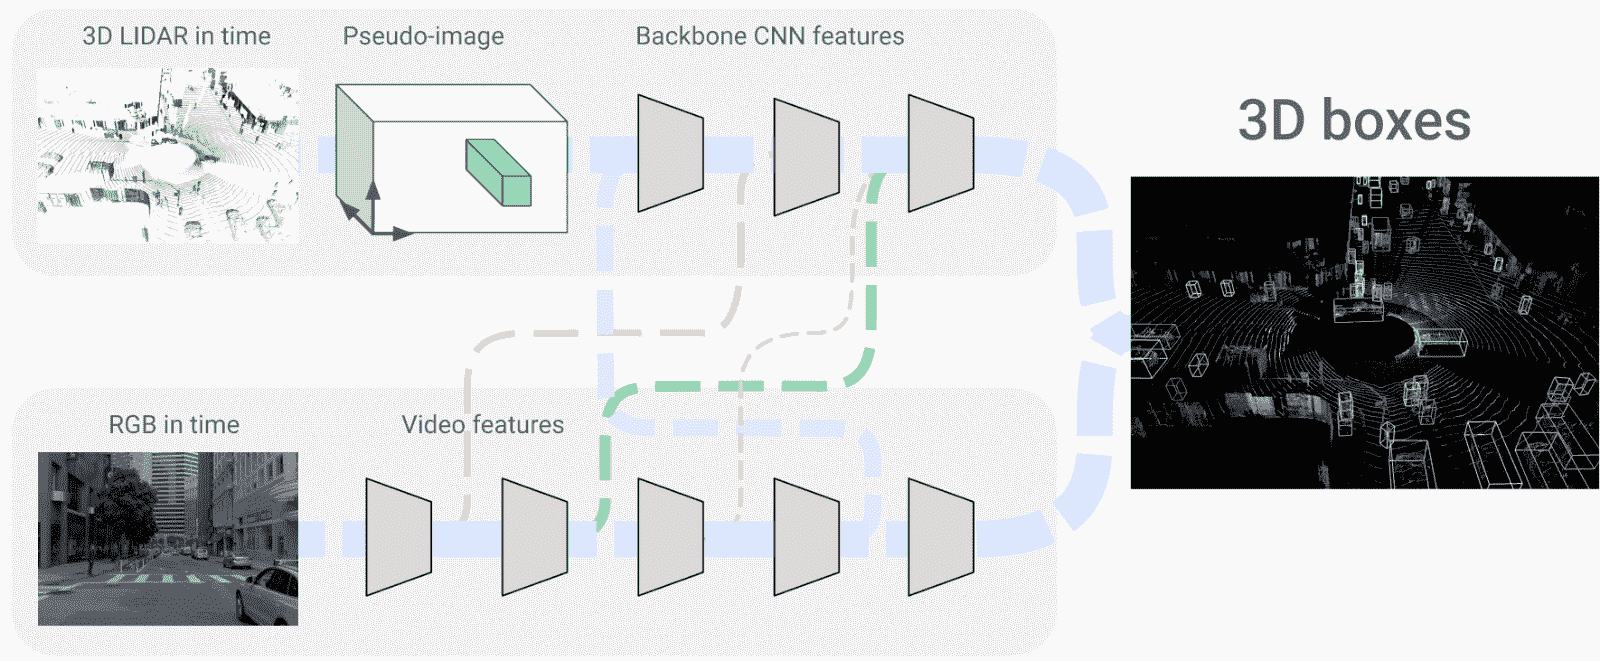 3D LIDAR in time
Pseudo-image
Backbone CNN features
3D boxes
RGB in time
Video features